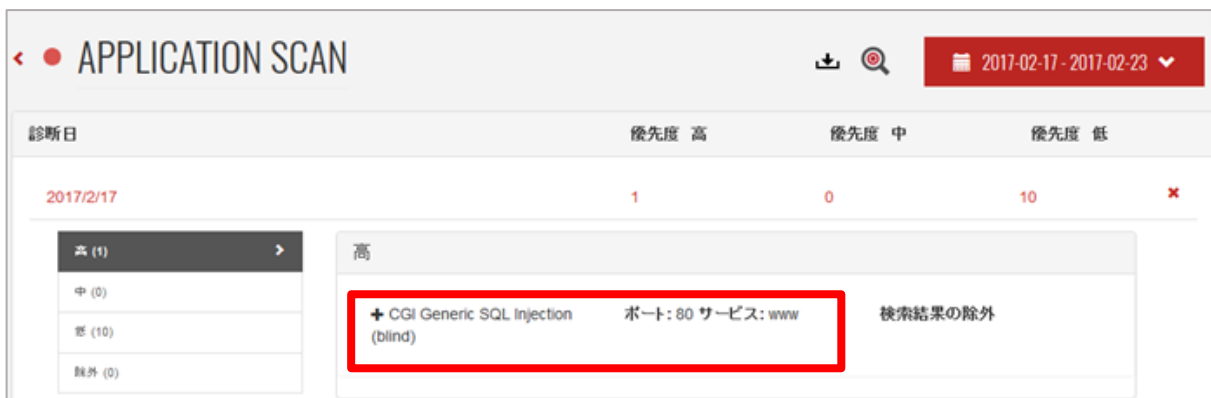 APPLICATION SCAN
2017-02-17 - 2017-02-23
診断日 優先度 高 優先度 中 優先度 低
2017/2/17 1 0 10
高 (1)
中 (0)
低 (10)
除外 (0)
高
CGI Generic SQL Injection (blind) ポート: 80 サービス: www 検索結果の除外